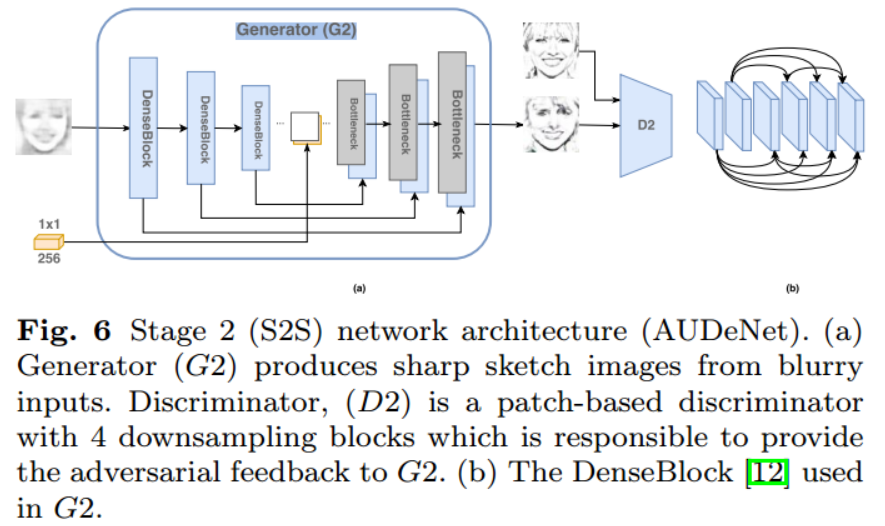 Generator (G2)
DenseBlock
DenseBlock
DenseBlock
...
...
Bottleneck
Bottleneck
Bottleneck
D2
1x1
256
(a)
(b)
Fig. 6 Stage 2 (S2S) network architecture (AUDeNet). (a)
Generator (G2) produces sharp sketch images from blurry
inputs. Discriminator, (D2) is a patch-based discriminator
with 4 downsampling blocks which is responsible to provide
the adversarial feedback to G2. (b) The DenseBlock [12] used
in G2.